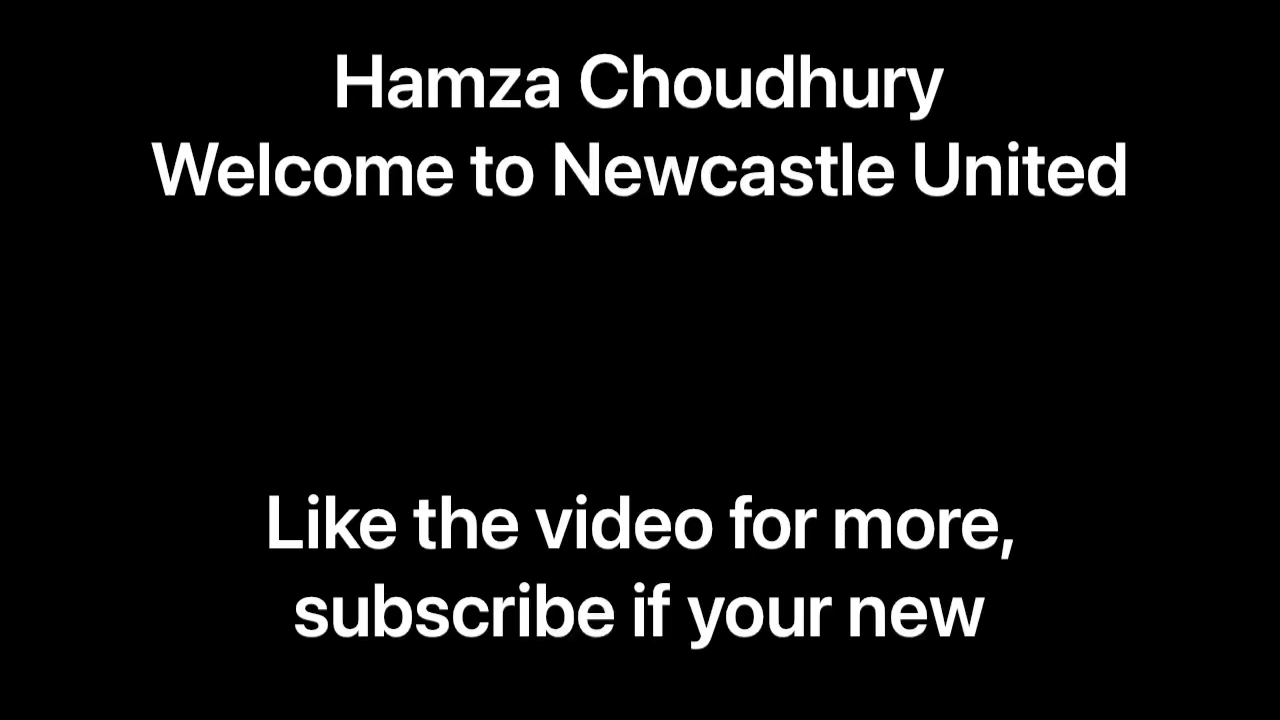 Hamza Choudhury
Welcome to Newcastle United
Like the video for more,
subscribe if your new